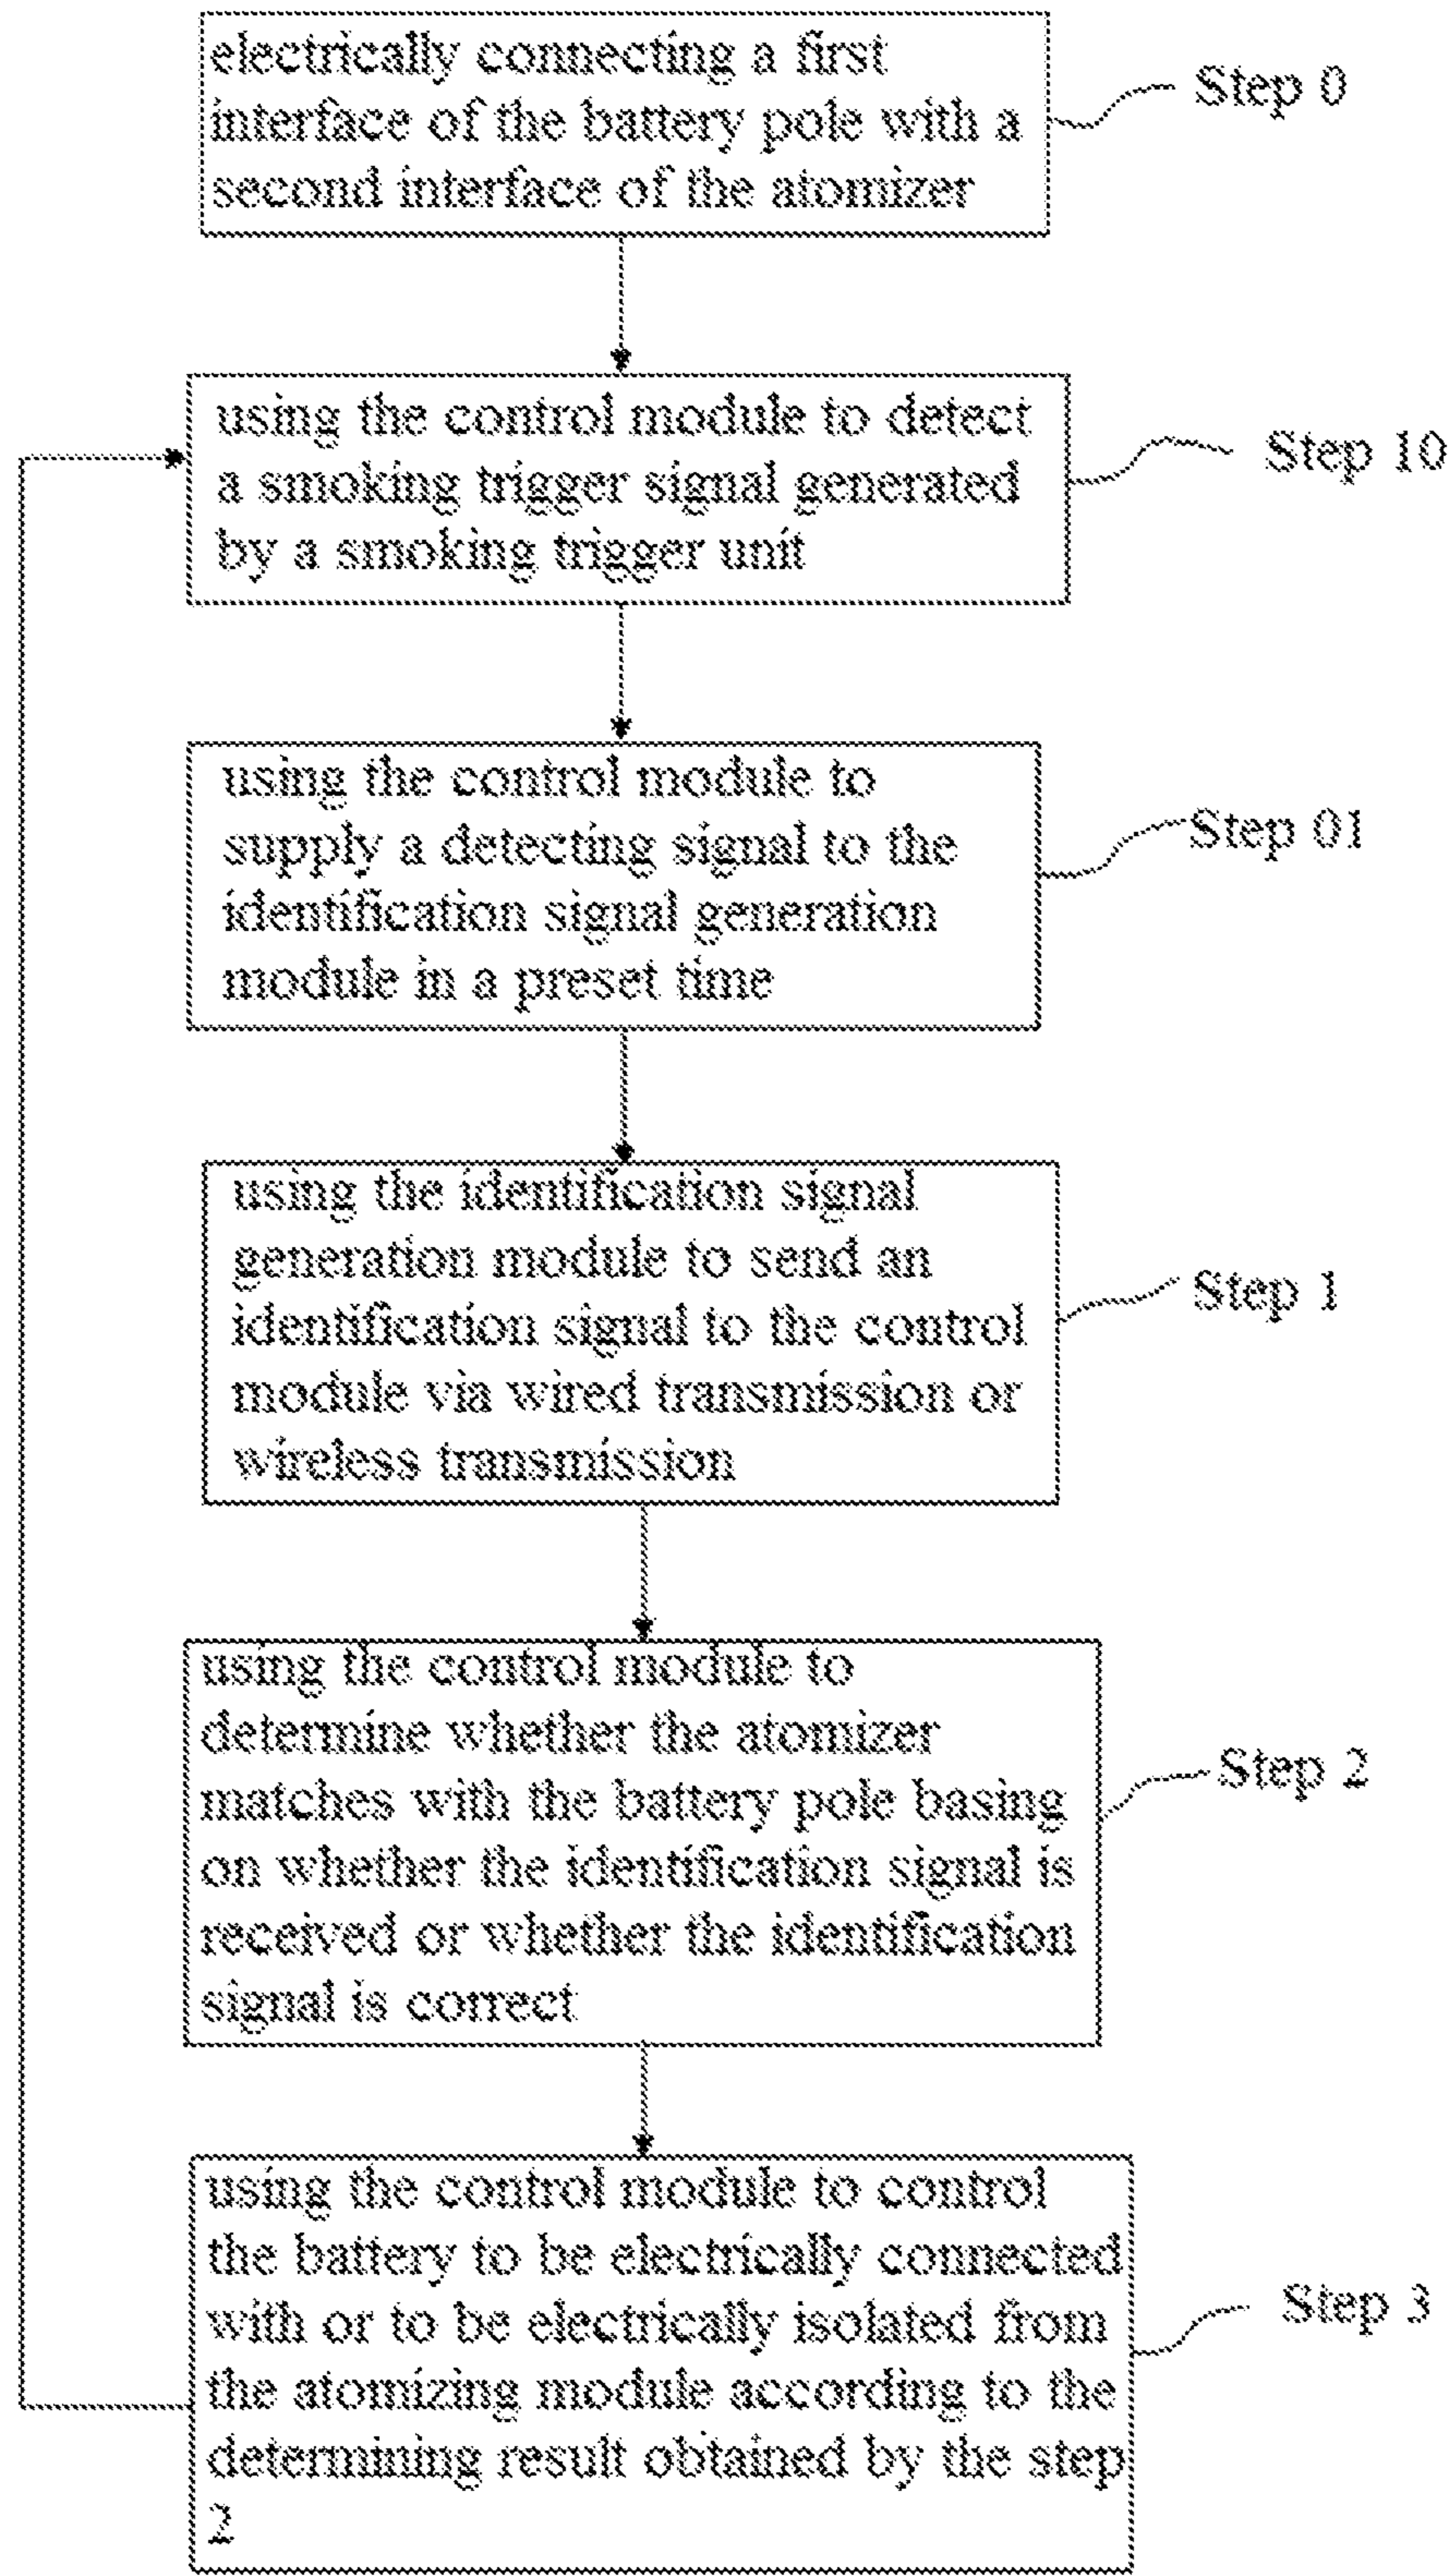 electrically connecting a first
interface of the battery pole with a
second interface of the atomizer
Step 0
using the control module to detect
a smoking trigger signal generated
by a smoking trigger unit
Step 10
using the control module to
supply a detecting signal to the
identification signal generation
module in a preset time
Step 01
using the identification signal
generation module to send an
identification signal to the control
module via wired transmission or
wireless transmission
Step 1
using the control module to
determine whether the atomizer
matches with the battery pole basing
on whether the identification signal is
received or whether the identification
signal is correct
Step 2
using the control module to control
the battery to be electrically connected
with or to be electrically isolated from
the atomizing module according to the
determining result obtained by the step
2
Step 3